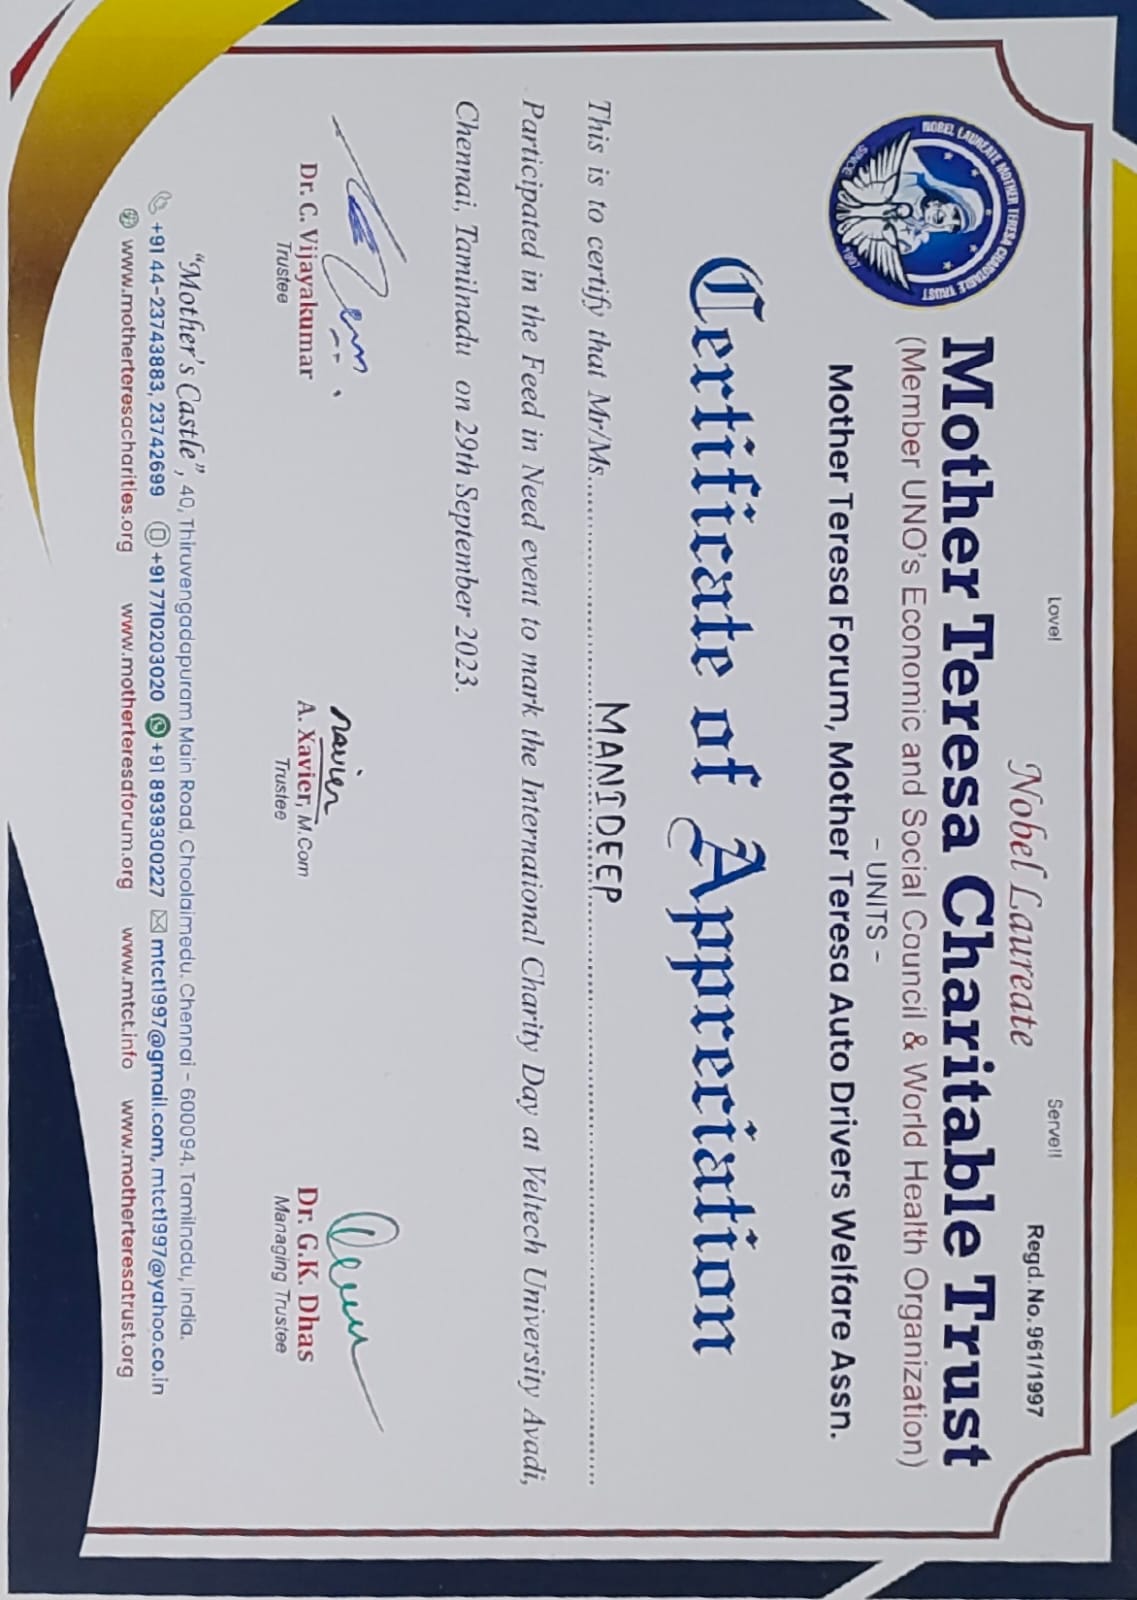 Love! Serve!!
Nobel Laureate
Regd. No. 961/1997
Mother Teresa Charitable Trust
(Member UNO's Economic and Social Council & World Health Organization)
- UNITS -
Mother Teresa Forum, Mother Teresa Auto Drivers Welfare Assn.
NOBEL LAUREATE MOTHER TERESA CHARITABLE TRUST
SINCE 1997
Certificate of Appreciation
This is to certify that Mr/Ms. MANIDEEP
Participated in the Feed in Need event to mark the International Charity Day at Veltech University Avadi,
Chennai, Tamilnadu on 29th September 2023.
navier
Dr. C. Vijayakumar A. Xavier, M.Com Dr. G.K. Dhas
Trustee Trustee Managing Trustee
"Mother's Castle", 40, Thiruvengadapuram Main Road, Choolaimedu. Chennai - 600094. Tamilnadu, India.
+91 44-23743883, 23742699 +91 7710203020 +91 8939300227 mtct1997@gmail.com, mtct1997@yahoo.co.in
www.motherteresacharities.org www.motherteresaforum.org www.mtct.info www.motherteresatrust.org